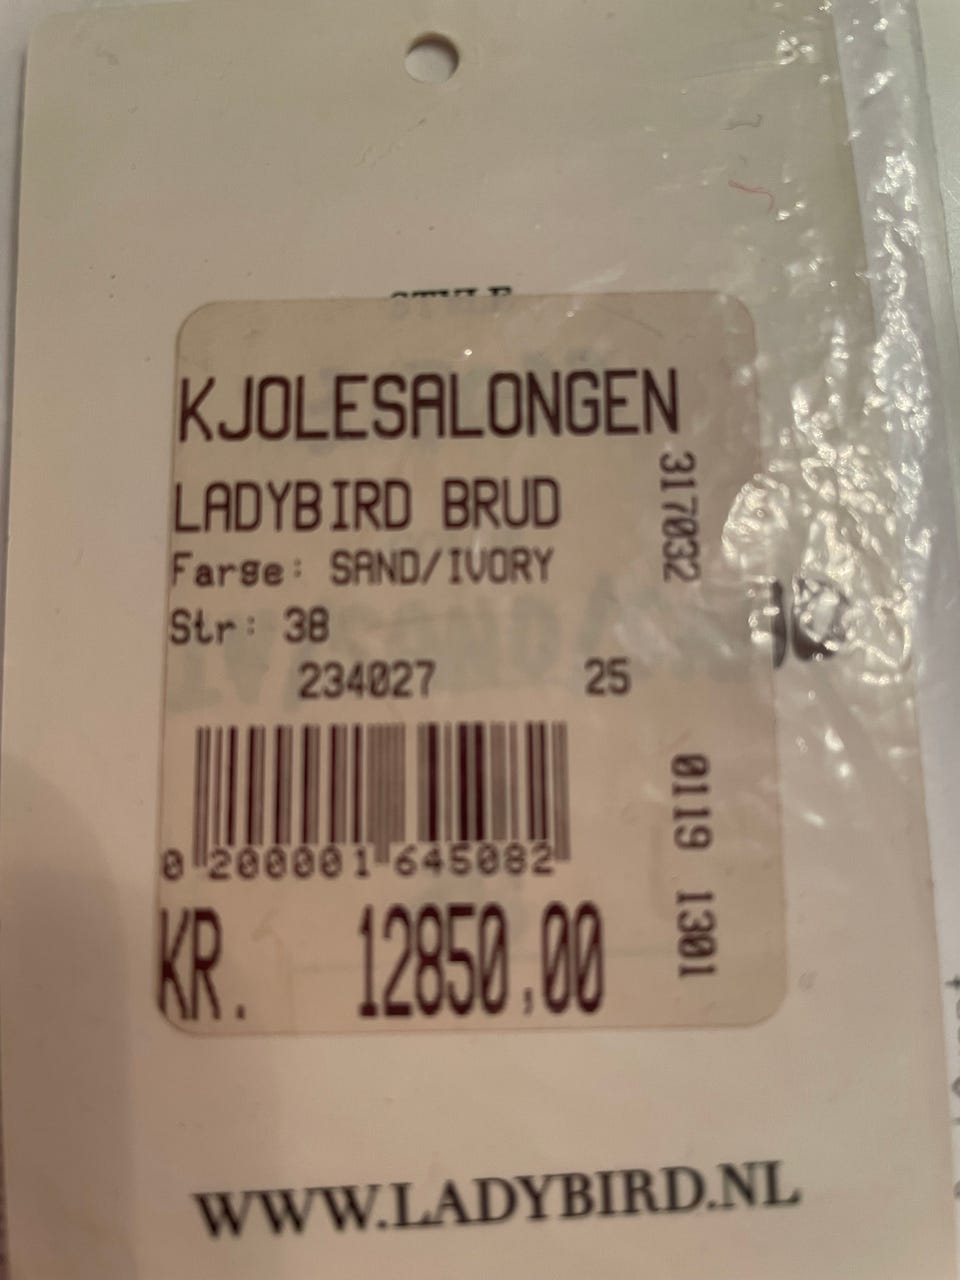 STYLE
KJOLESALONGEN
LADYBIRD BRUD
Farge: SAND/IVORY
Str: 38
234027 25
0 200001 645082
KR. 12850,00
317032
0119 1301
WWW.LADYBIRD.NL